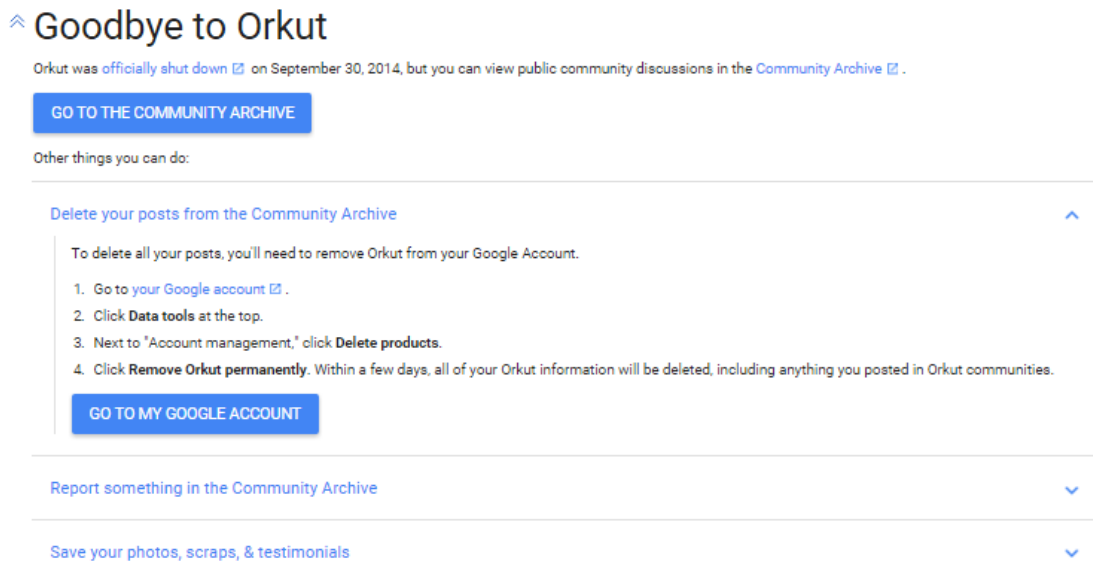 Goodbye to Orkut
Orkut was officially shut down on September 30, 2014, but you can view public community discussions in the Community Archive .
GO TO THE COMMUNITY ARCHIVE
Other things you can do:
Delete your posts from the Community Archive
To delete all your posts, you'll need to remove Orkut from your Google Account.
1. Go to your Google account .
2. Click Data tools at the top.
3. Next to "Account management," click Delete products.
4. Click Remove Orkut permanently. Within a few days, all of your Orkut information will be deleted, including anything you posted in Orkut communities.
GO TO MY GOOGLE ACCOUNT
Report something in the Community Archive
Save your photos, scraps, & testimonials